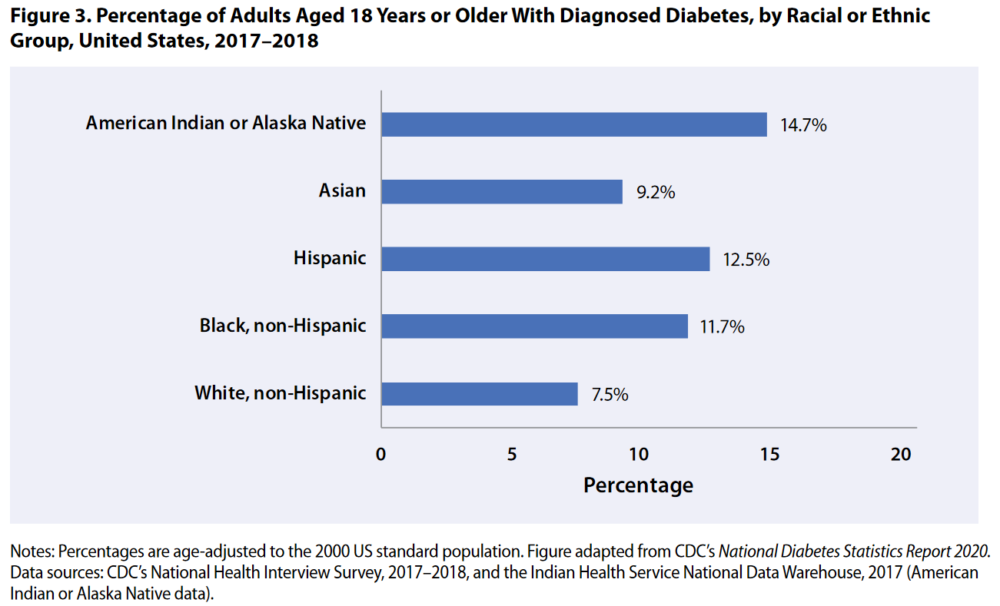 Figure 3. Percentage of Adults Aged 18 Years or Older With Diagnosed Diabetes, by Racial or Ethnic
Group, United States, 2017–2018
American Indian or Alaska Native 14.7%
Asian 9.2%
Hispanic 12.5%
Black, non-Hispanic 11.7%
White, non-Hispanic 7.5%
0 5 10 15 20
Percentage
Notes: Percentages are age-adjusted to the 2000 US standard population. Figure adapted from CDC’s National Diabetes Statistics Report 2020.
Data sources: CDC’s National Health Interview Survey, 2017–2018, and the Indian Health Service National Data Warehouse, 2017 (American
Indian or Alaska Native data).